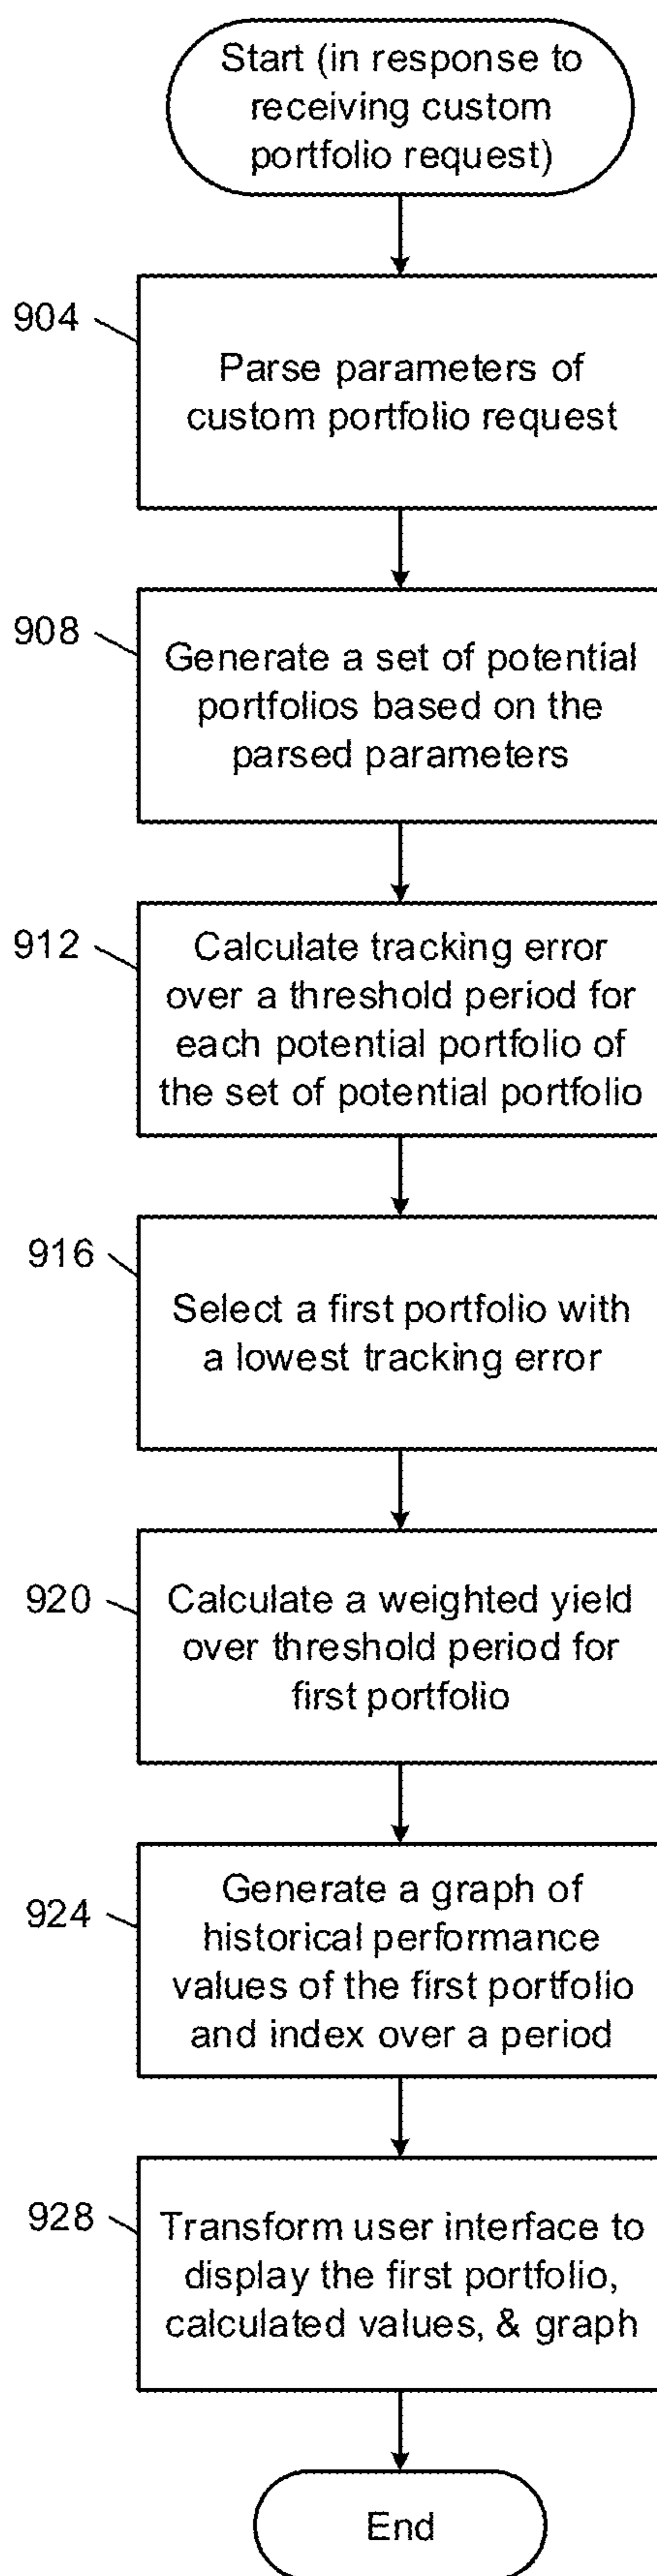 Start (in response to
receiving custom
portfolio request)
904
Parse parameters of
custom portfolio request
908
Generate a set of potential
portfolios based on the
parsed parameters
912
Calculate tracking error
over a threshold period for
each potential portfolio of
the set of potential portfolio
916
Select a first portfolio with
a lowest tracking error
920
Calculate a weighted yield
over threshold period for
first portfolio
924
Generate a graph of
historical performance
values of the first portfolio
and index over a period
928
Transform user interface to
display the first portfolio,
calculated values, & graph
End